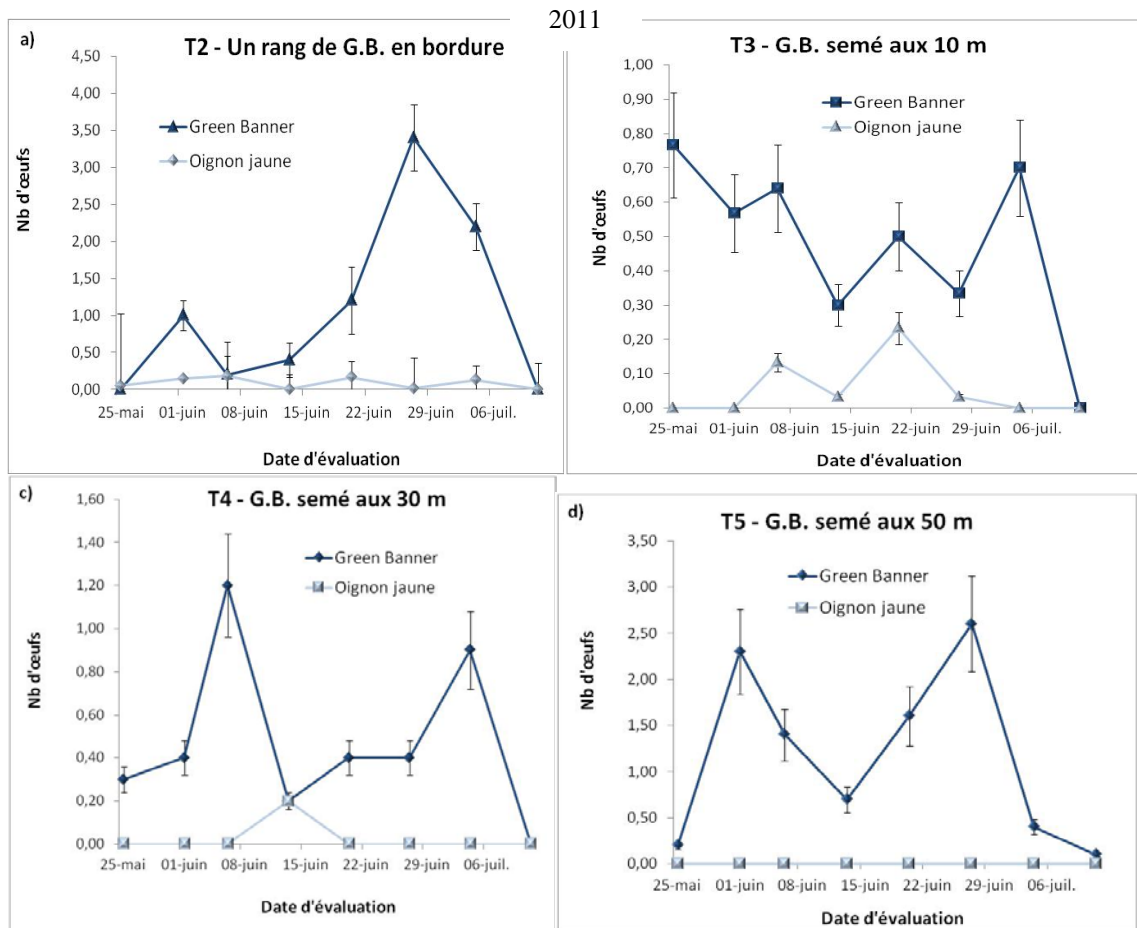 2011
a)
T2 - Un rang de G.B. en bordure
4,50
4,00
3,50
3,00
2,50
2,00
1,50
1,00
0,50
0,00
Nb d'œufs
Green Banner
Oignon jaune
25-mai 01-juin 08-juin 15-juin 22-juin 29-juin 06-juil.
Date d'évaluation
T3 - G.B. semé aux 10 m
1,00
0,90
0,80
0,70
0,60
0,50
0,40
0,30
0,20
0,10
0,00
Nb d'œufs
Green Banner
Oignon jaune
25-mai 01-juin 08-juin 15-juin 22-juin 29-juin 06-juil.
Date d'évaluation
c)
T4 - G.B. semé aux 30 m
1,60
1,40
1,20
1,00
0,80
0,60
0,40
0,20
0,00
Nb d'œufs
Green Banner
Oignon jaune
25-mai 01-juin 08-juin 15-juin 22-juin 29-juin 06-juil.
Date d'évaluation
d)
T5 - G.B. semé aux 50 m
3,50
3,00
2,50
2,00
1,50
1,00
0,50
0,00
Nb d'œufs
Green Banner
Oignon jaune
25-mai 01-juin 08-juin 15-juin 22-juin 29-juin 06-juil.
Date d'évaluation